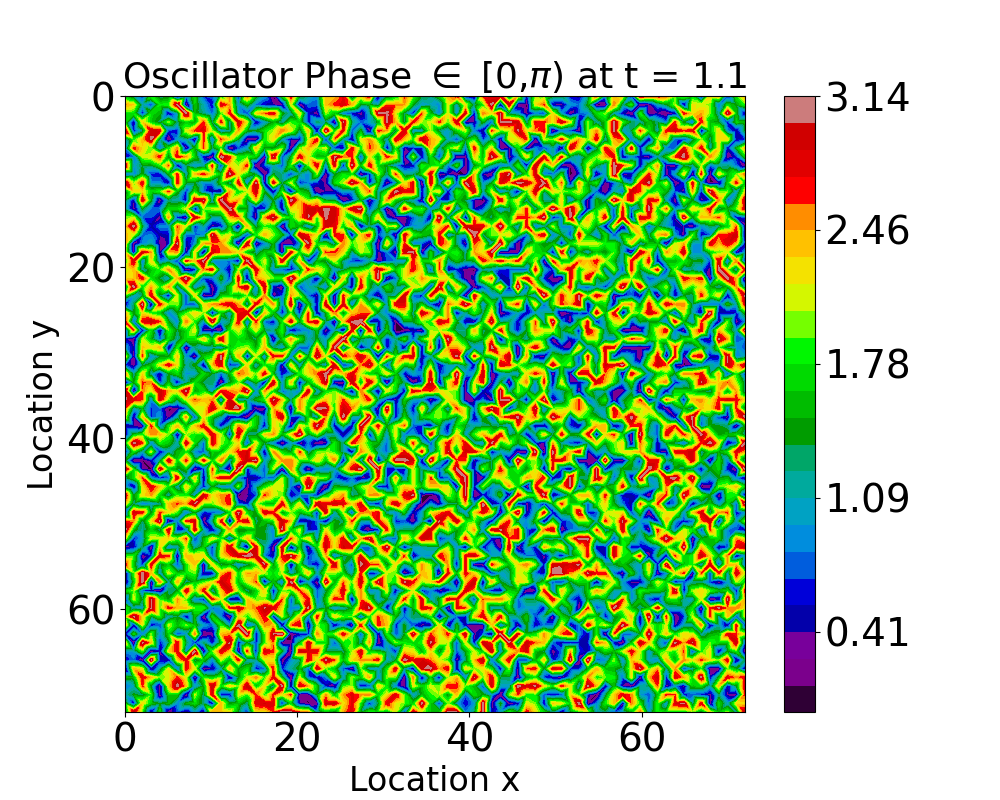 Oscillator Phase ∈ [0,π) at t = 1.1
0
20
40
60
Location y
0 20 40 60
Location x
3.14
2.46
1.78
1.09
0.41